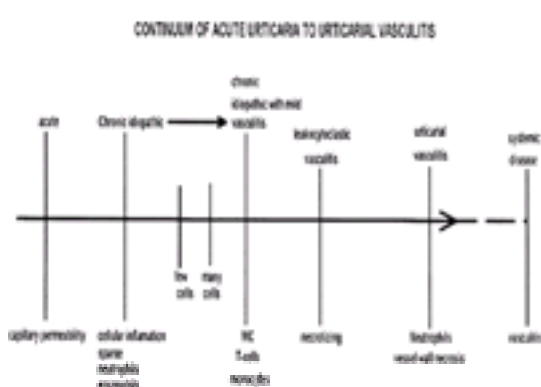 CONTINUUM OF ACUTE URTICARIA TO URTICARIAL VASCULITIS
chronic
idiopathic with mild
vasculitis
acute
Chronic idiopathic
leukocytoclastic
vasculitis
urticarial
vasculitis
systemic
disease
few
cells
many
cells
capillary permeability
cellular inflamation
sparse
neutrophils
MC
T-cells
monocytes
necrotizing
Neutrophils
vessel wall necrosis
vasculitis